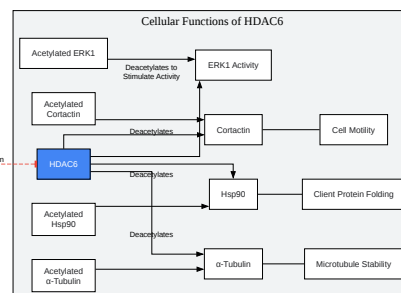 Cellular Functions of HDAC6
Acetylated ERK1
Deacetylates to
Stimulate Activity
ERK1 Activity
Acetylated
Cortactin
Deacetylates
Cortactin
Cell Motility
HDAC6
Deacetylates
Hsp90
Client Protein Folding
Acetylated
Hsp90
Deacetylates
α-Tubulin
Microtubule Stability
Acetylated
α-Tubulin